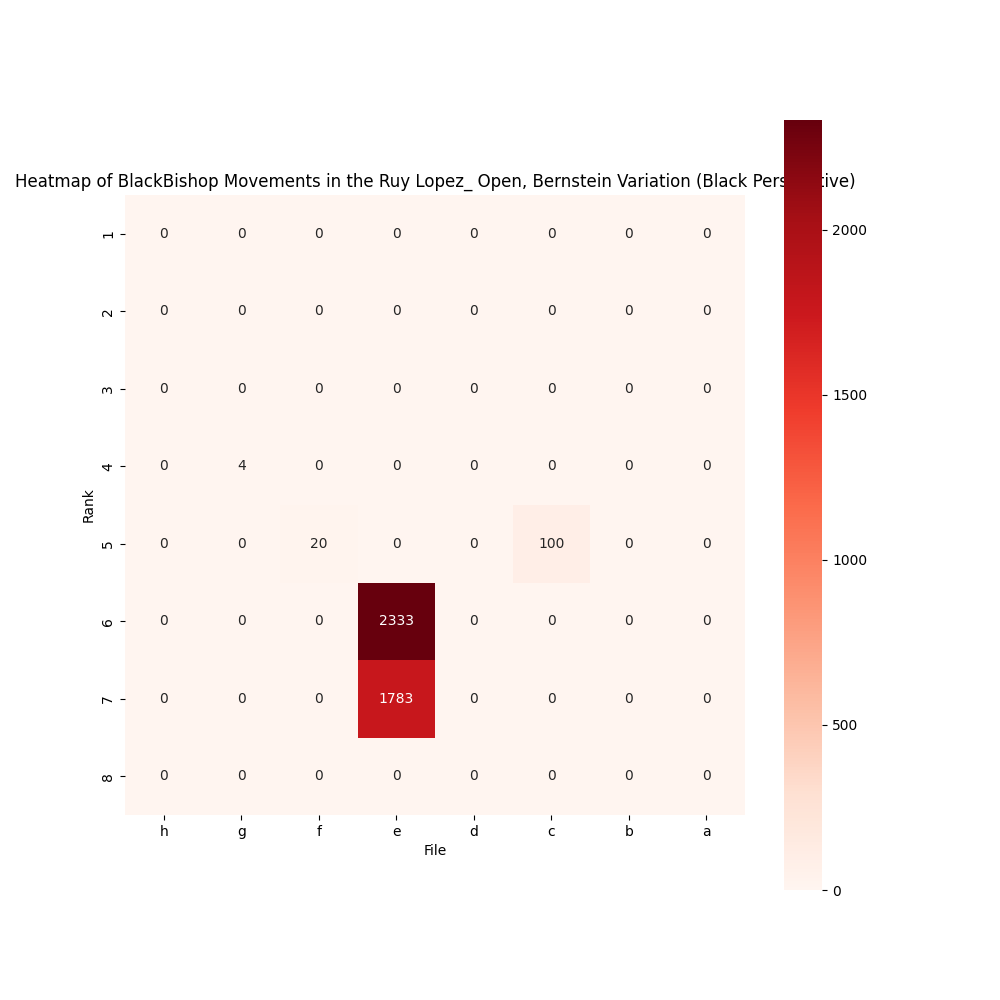 Heatmap of BlackBishop Movements in the Ruy Lopez_ Open, Bernstein Variation (Black Perspective)
1 0 0 0 0 0 0 0 0
2 0 0 0 0 0 0 0 0
3 0 0 0 0 0 0 0 0
4 0 4 0 0 0 0 0 0
5 0 0 20 0 0 100 0 0
6 0 0 0 2333 0 0 0 0
7 0 0 0 1783 0 0 0 0
8 0 0 0 0 0 0 0 0
h g f e d c b a
File
Rank
2000
1500
1000
500
0